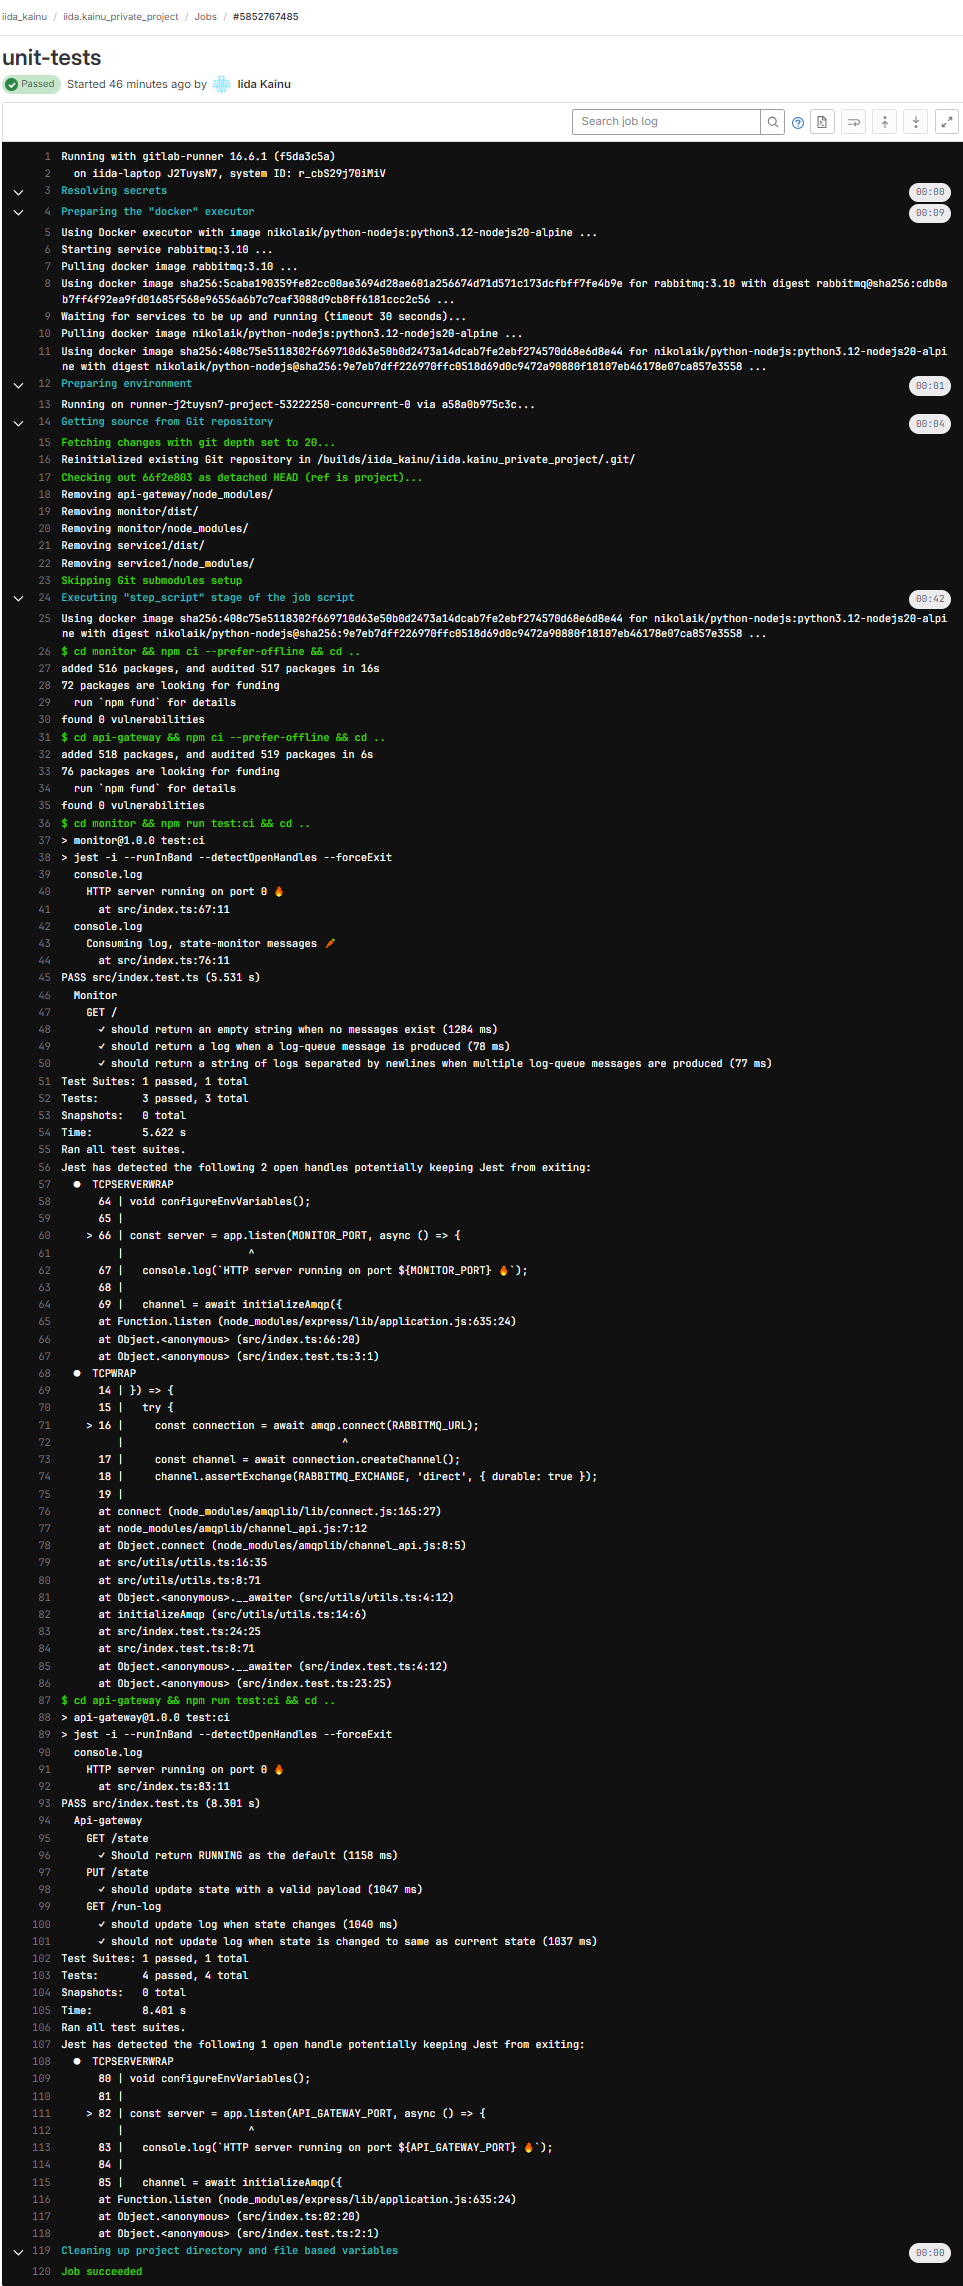 iida_kainu / iida.kainu_private_project / Jobs / #5852767485
unit-tests
Passed Started 46 minutes ago by Iida Kainu
Search job log
1 Running with gitlab-runner 16.6.1 (f5da3c5a)
2 on iida-laptop J2TuysN7, system ID: r_cbS29j70iMiV
3 Resolving secrets 00:00
4 Preparing the "docker" executor 00:09
5 Using Docker executor with image nikolaik/python-nodejs:python3.12-nodejs20-alpine ...
6 Starting service rabbitmq:3.10 ...
7 Pulling docker image rabbitmq:3.10 ...
8 Using docker image sha256:5caba190359fe82cc00ae3694d28ae601a256674d71d571c173dcfbff7fe4b9e for rabbitmq:3.10 with digest rabbitmq@sha256:cdb0a
b7ff4f92ea9fd01685f568e96556a6b7c7caf3088d9cb8ff6181ccc2c56 ...
9 Waiting for services to be up and running (timeout 30 seconds)...
10 Pulling docker image nikolaik/python-nodejs:python3.12-nodejs20-alpine ...
11 Using docker image sha256:408c75e5118302f669710d63e50b0d2473a14dcab7fe2ebf274570d68e6d8e44 for nikolaik/python-nodejs:python3.12-nodejs20-alpi
ne with digest nikolaik/python-nodejs@sha256:9e7eb7dff226970ffc0518d69d0c9472a90880f18107eb46178e07ca857e3558 ...
12 Preparing environment 00:01
13 Running on runner-j2tuysn7-project-53222250-concurrent-0 via a58a0b975c3c...
14 Getting source from Git repository 00:04
15 Fetching changes with git depth set to 20...
16 Reinitialized existing Git repository in /builds/iida_kainu/iida.kainu_private_project/.git/
17 Checking out 66f2e803 as detached HEAD (ref is project)...
18 Removing api-gateway/node_modules/
19 Removing monitor/dist/
20 Removing monitor/node_modules/
21 Removing service1/dist/
22 Removing service1/node_modules/
23 Skipping Git submodules setup
24 Executing "step_script" stage of the job script 00:42
25 Using docker image sha256:408c75e5118302f669710d63e50b0d2473a14dcab7fe2ebf274570d68e6d8e44 for nikolaik/python-nodejs:python3.12-nodejs20-alpi
ne with digest nikolaik/python-nodejs@sha256:9e7eb7dff226970ffc0518d69d0c9472a90880f18107eb46178e07ca857e3558 ...
26 $ cd monitor && npm ci --prefer-offline && cd ..
27 added 516 packages, and audited 517 packages in 16s
28 72 packages are looking for funding
29 run `npm fund` for details
30 found 0 vulnerabilities
31 $ cd api-gateway && npm ci --prefer-offline && cd ..
32 added 518 packages, and audited 519 packages in 6s
33 76 packages are looking for funding
34 run `npm fund` for details
35 found 0 vulnerabilities
36 $ cd monitor && npm run test:ci && cd ..
37 > monitor@1.0.0 test:ci
38 > jest -i --runInBand --detectOpenHandles --forceExit
39 console.log
40 HTTP server running on port 0 🔥
41 at src/index.ts:67:11
42 console.log
43 Consuming log, state-monitor messages 🥕
44 at src/index.ts:76:11
45 PASS src/index.test.ts (5.531 s)
46 Monitor
47 GET /
48 ✓ should return an empty string when no messages exist (1284 ms)
49 ✓ should return a log when a log-queue message is produced (78 ms)
50 ✓ should return a string of logs separated by newlines when multiple log-queue messages are produced (77 ms)
51 Test Suites: 1 passed, 1 total
52 Tests: 3 passed, 3 total
53 Snapshots: 0 total
54 Time: 5.622 s
55 Ran all test suites.
56 Jest has detected the following 2 open handles potentially keeping Jest from exiting:
57 ● TCPSERVERWRAP
58 64 | void configureEnvVariables();
59 65 |
60 > 66 | const server = app.listen(MONITOR_PORT, async () => {
61 | ^
62 67 | console.log(`HTTP server running on port ${MONITOR_PORT} 🔥`);
63 68 |
64 69 | channel = await initializeAmqp({
65 at Function.listen (node_modules/express/lib/application.js:635:24)
66 at Object.<anonymous> (src/index.ts:66:20)
67 at Object.<anonymous> (src/index.test.ts:3:1)
68 ● TCPWRAP
69 14 | }) => {
70 15 | try {
71 > 16 | const connection = await amqp.connect(RABBITMQ_URL);
72 | ^
73 17 | const channel = await connection.createChannel();
74 18 | channel.assertExchange(RABBITMQ_EXCHANGE, 'direct', { durable: true });
75 19 |
76 at connect (node_modules/amqplib/lib/connect.js:165:27)
77 at node_modules/amqplib/channel_api.js:7:12
78 at Object.connect (node_modules/amqplib/channel_api.js:8:5)
79 at src/utils/utils.ts:16:35
80 at src/utils/utils.ts:8:71
81 at Object.<anonymous>.__awaiter (src/utils/utils.ts:4:12)
82 at initializeAmqp (src/utils/utils.ts:14:6)
83 at src/index.test.ts:24:25
84 at src/index.test.ts:8:71
85 at Object.<anonymous>.__awaiter (src/index.test.ts:4:12)
86 at Object.<anonymous> (src/index.test.ts:23:25)
87 $ cd api-gateway && npm run test:ci && cd ..
88 > api-gateway@1.0.0 test:ci
89 > jest -i --runInBand --detectOpenHandles --forceExit
90 console.log
91 HTTP server running on port 0 🔥
92 at src/index.ts:83:11
93 PASS src/index.test.ts (8.301 s)
94 Api-gateway
95 GET /state
96 ✓ Should return RUNNING as the default (1158 ms)
97 PUT /state
98 ✓ should update state with a valid payload (1047 ms)
99 GET /run-log
100 ✓ should update log when state changes (1040 ms)
101 ✓ should not update log when state is changed to same as current state (1037 ms)
102 Test Suites: 1 passed, 1 total
103 Tests: 4 passed, 4 total
104 Snapshots: 0 total
105 Time: 8.401 s
106 Ran all test suites.
107 Jest has detected the following 1 open handle potentially keeping Jest from exiting:
108 ● TCPSERVERWRAP
109 80 | void configureEnvVariables();
110 81 |
111 > 82 | const server = app.listen(API_GATEWAY_PORT, async () => {
112 | ^
113 83 | console.log(`HTTP server running on port ${API_GATEWAY_PORT} 🔥`);
114 84 |
115 85 | channel = await initializeAmqp({
116 at Function.listen (node_modules/express/lib/application.js:635:24)
117 at Object.<anonymous> (src/index.ts:82:20)
118 at Object.<anonymous> (src/index.test.ts:2:1)
119 Cleaning up project directory and file based variables 00:00
120 Job succeeded